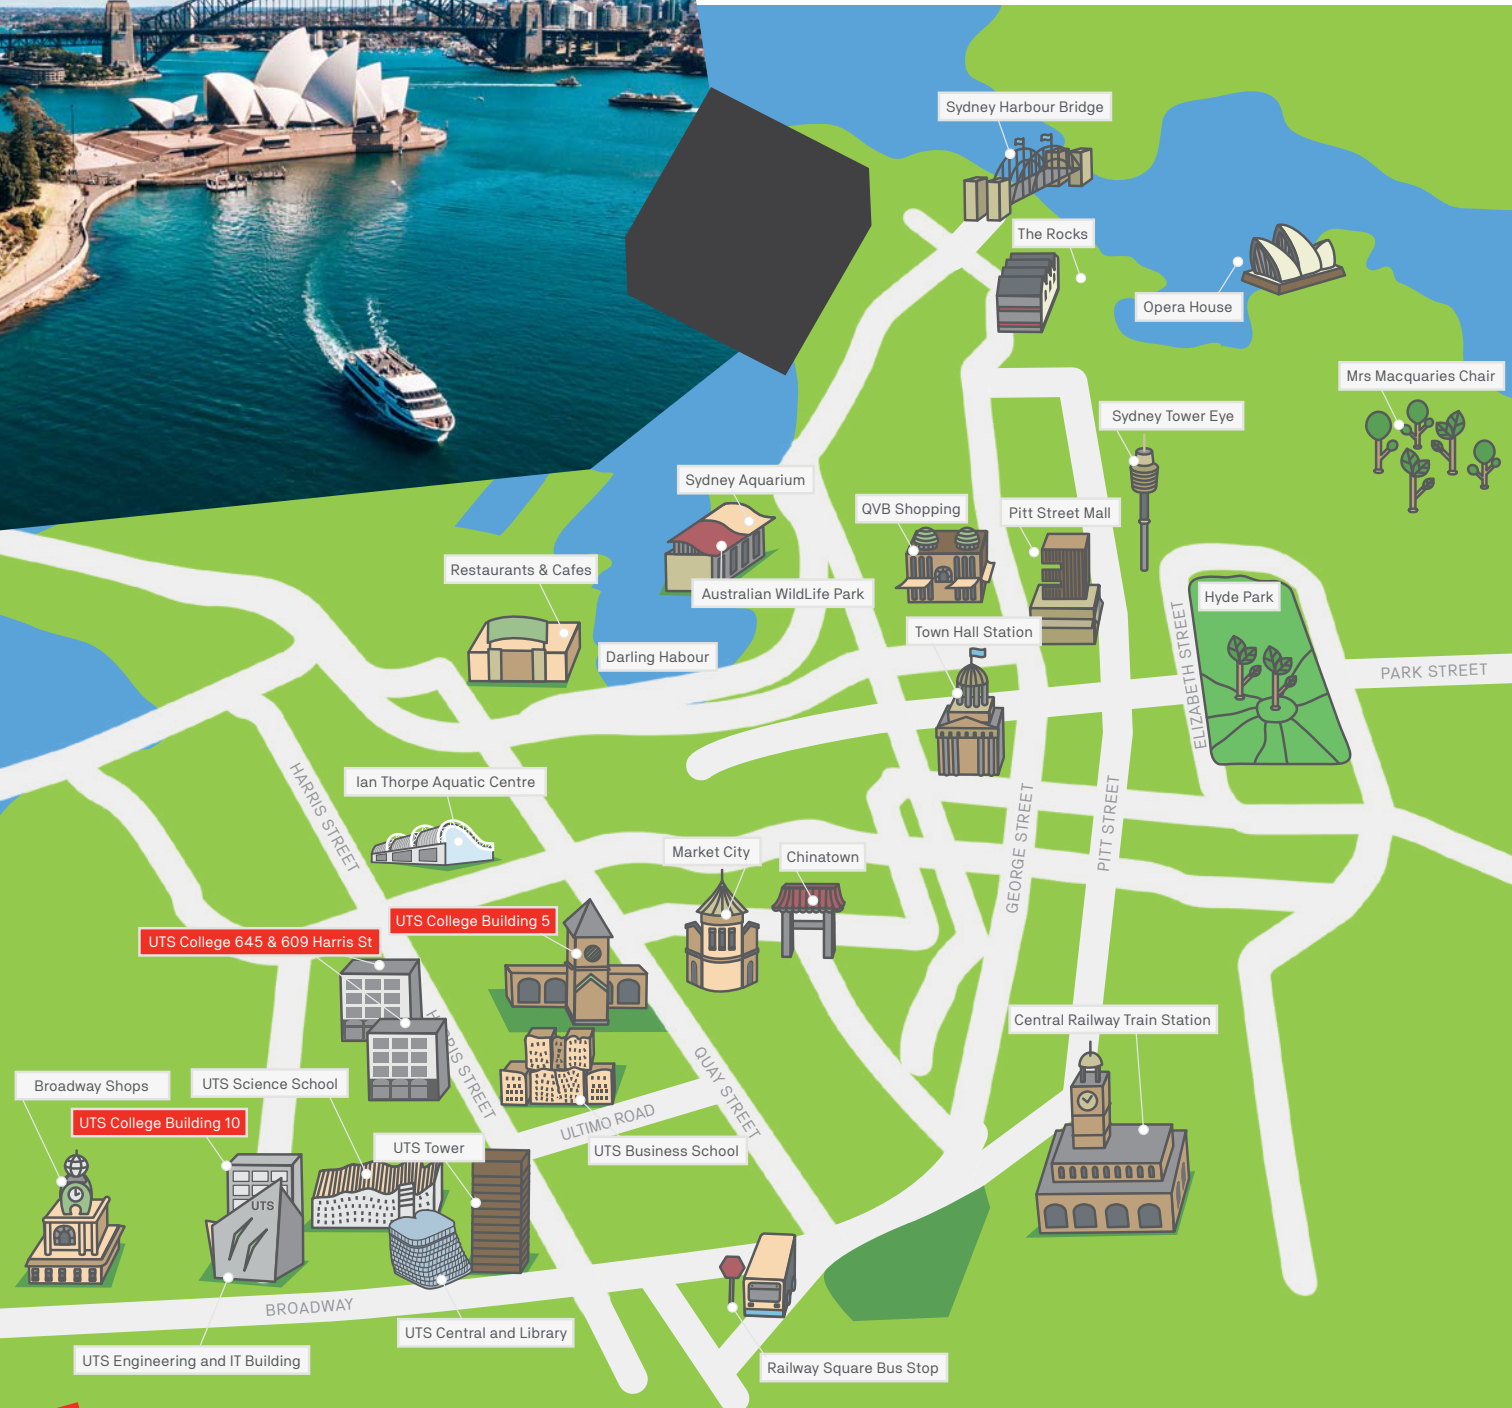 Sydney Harbour Bridge
The Rocks
Opera House
Mrs Macquaries Chair
Sydney Tower Eye
Sydney Aquarium
QVB Shopping
Pitt Street Mall
Restaurants & Cafes
Australian WildLife Park
Hyde Park
Town Hall Station
Darling Habour
ELIZABETH STREET
PARK STREET
HARRIS STREET
Ian Thorpe Aquatic Centre
GEORGE STREET
PITT STREET
Market City
Chinatown
UTS College Building 5
UTS College 645 & 609 Harris St
Central Railway Train Station
HARRIS STREET
QUAY STREET
Broadway Shops
UTS Science School
UTS College Building 10
ULTIMO ROAD
UTS Tower
UTS Business School
UTS
BROADWAY
UTS Central and Library
UTS Engineering and IT Building
Railway Square Bus Stop